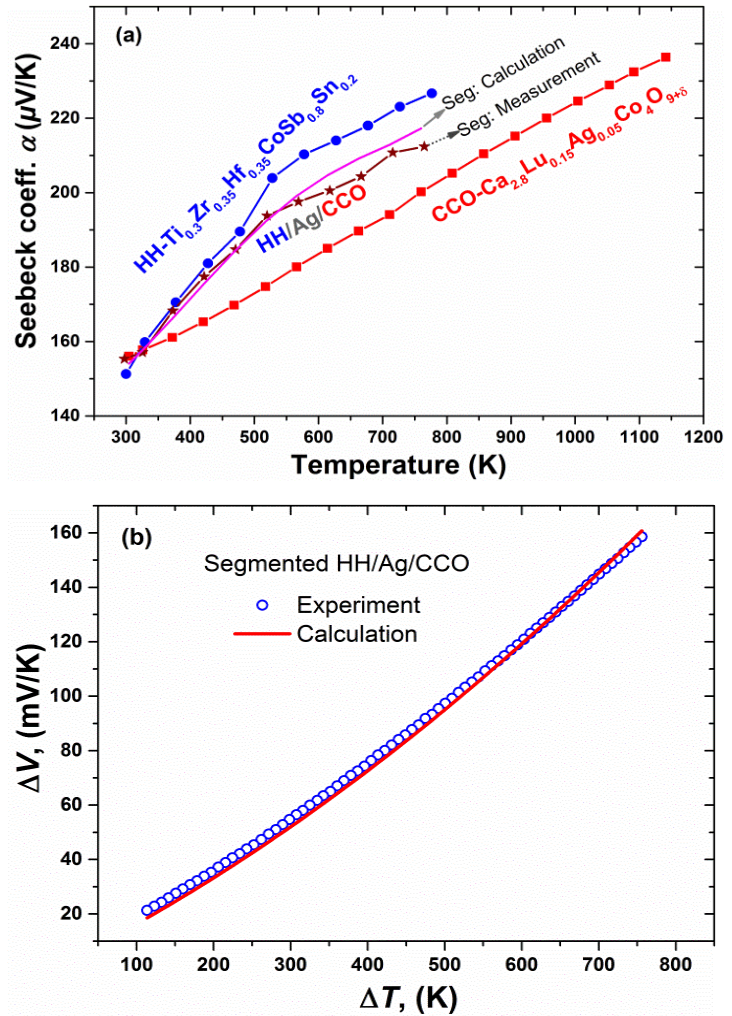 (a)
240
220
200
180
160
140
Seebeck coeff. α (μV/K)
HH-Ti0.3Zr0.35Hf0.35CoSb0.8Sn0.2
Seg: Calculation
Seg: Measurement
HH/Ag/CCO
CCO-Ca2.8Lu0.15Ag0.05Co4O9+δ
300 400 500 600 700 800 900 1000 1100 1200
Temperature (K)
(b)
160
140
120
100
80
60
40
20
ΔV, (mV/K)
Segmented HH/Ag/CCO
Experiment
Calculation
100 200 300 400 500 600 700 800
ΔT, (K)